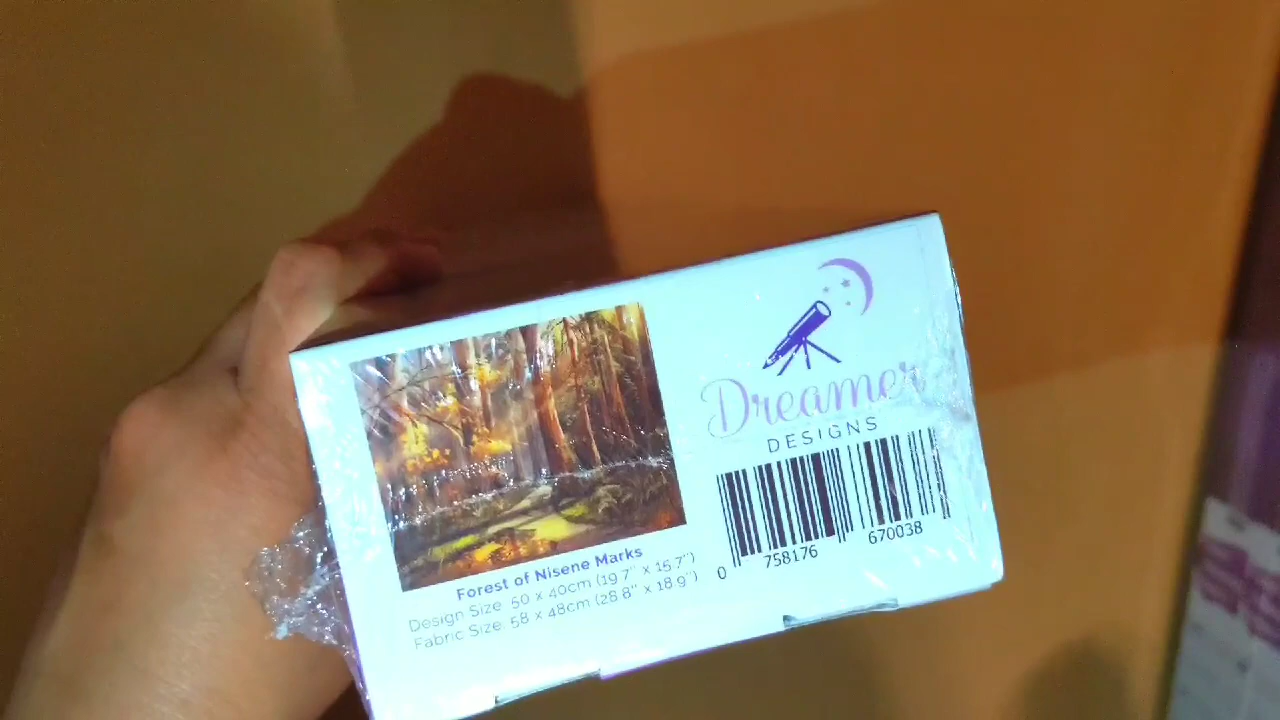 Dreamer
DESIGNS
0 758176 670038
Forest of Nisene Marks
Design Size: 50 x 40cm (19.7" x 15.7")
Fabric Size: 58 x 48cm (28.8" x 18.9")